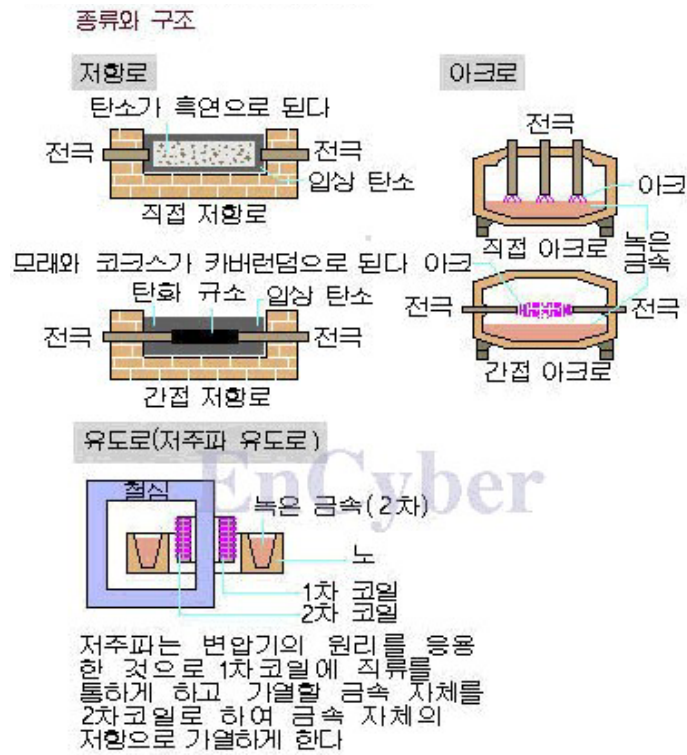 종류와 구조
저항로
탄소가 흑연으로 된다
전극
전극
입상 탄소
직접 저항로
모래와 코크스가 카버런덤으로 된다
탄화 규소
입상 탄소
전극
전극
간접 저항로
아크로
전극
아크
직접 아크로
녹은
금속
아크
전극
전극
간접 아크로
유도로(저주파 유도로)
EnCyber
철심
녹은 금속(2차)
노
1차 코일
2차 코일
저주파는 변압기의 원리를 응용
한 것으로 1차코일에 직류를
통하게 하고 가열할 금속 자체를
2차코일로 하여 금속 자체의
저항으로 가열하게 한다